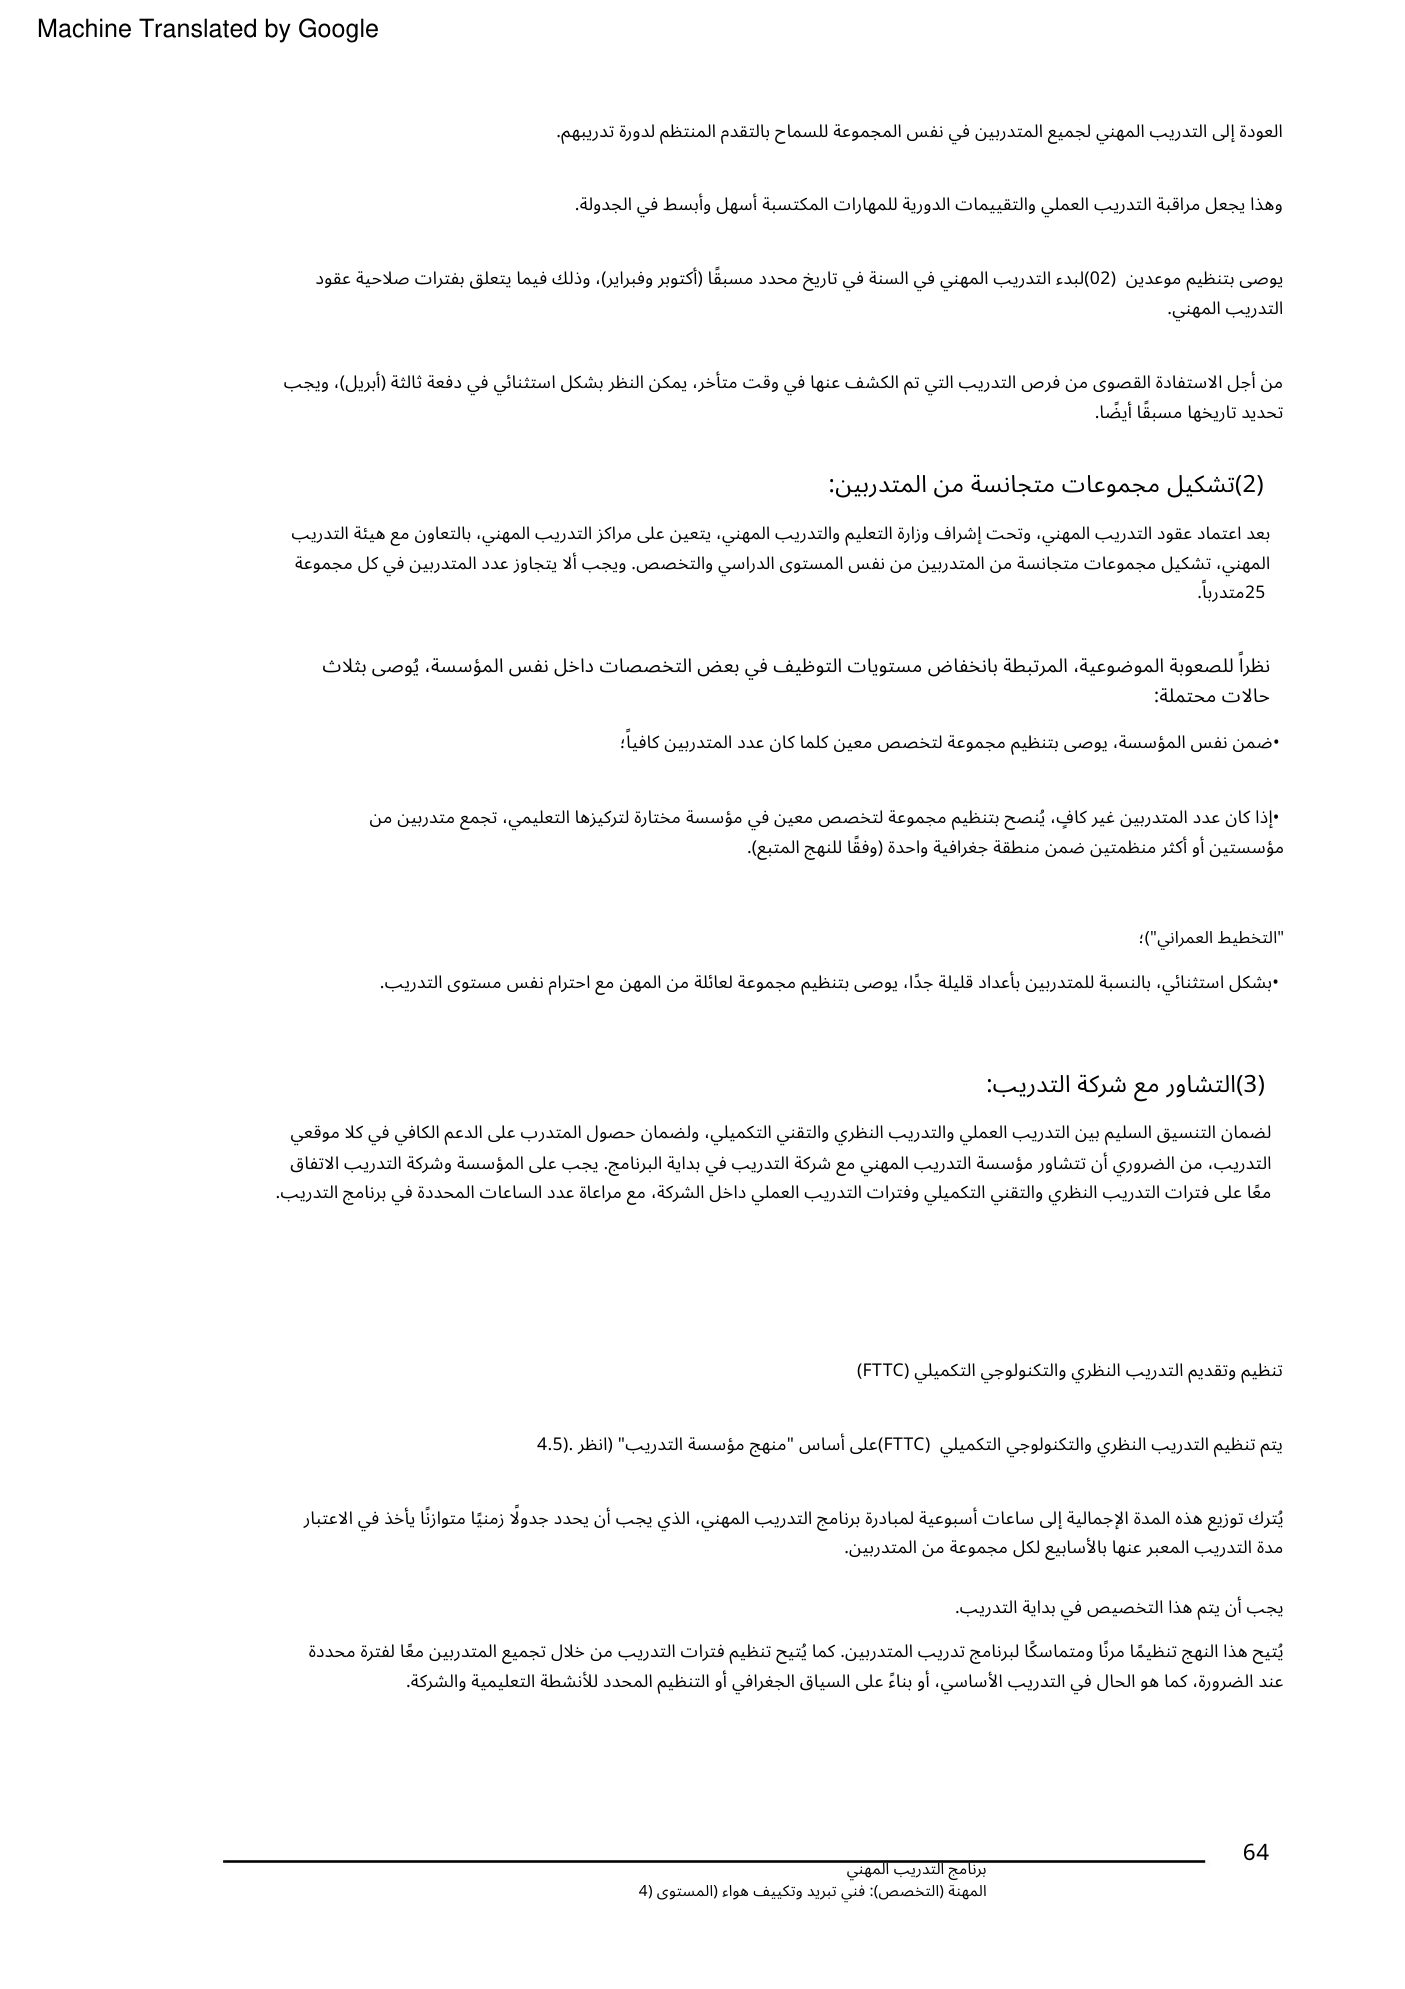 Machine Translated by Google
العودة إلى التدريب المهني لجميع المتدربين في نفس المجموعة للسماح بالتقدم المنتظم لدورة تدريبهم.
وهذا يجعل مراقبة التدريب العملي والتقييمات الدورية للمهارات المكتسبة أسهل وأبسط في الجدولة.
يوصى بتنظيم موعدين (02)لبدء التدريب المهني في السنة في تاريخ محدد مسبقًا (أكتوبر وفبراير)، وذلك فيما يتعلق بفترات صلاحية عقود
التدريب المهني.
من أجل الاستفادة القصوى من فرص التدريب التي تم الكشف عنها في وقت متأخر، يمكن النظر بشكل استثنائي في دفعة ثالثة (أبريل)، ويجب
تحديد تاريخها مسبقًا أيضًا.
(2)تشكيل مجموعات متجانسة من المتدربين:
بعد اعتماد عقود التدريب المهني، وتحت إشراف وزارة التعليم والتدريب المهني، يتعين على مراكز التدريب المهني، بالتعاون مع هيئة التدريب
المهني، تشكيل مجموعات متجانسة من المتدربين من نفس المستوى الدراسي والتخصص. ويجب ألا يتجاوز عدد المتدربين في كل مجموعة
25متدرباً.
نظراً للصعوبة الموضوعية، المرتبطة بانخفاض مستويات التوظيف في بعض التخصصات داخل نفس المؤسسة، يُوصى بثلاث
حالات محتملة:
•ضمن نفس المؤسسة، يوصى بتنظيم مجموعة لتخصص معين كلما كان عدد المتدربين كافياً؛
•إذا كان عدد المتدربين غير كافٍ، يُنصح بتنظيم مجموعة لتخصص معين في مؤسسة مختارة لتركيزها التعليمي، تجمع متدربين من
مؤسستين أو أكثر منظمتين ضمن منطقة جغرافية واحدة (وفقًا للنهج المتبع).
"التخطيط العمراني")؛
•بشكل استثنائي، بالنسبة للمتدربين بأعداد قليلة جدًا، يوصى بتنظيم مجموعة لعائلة من المهن مع احترام نفس مستوى التدريب.
(3)التشاور مع شركة التدريب:
لضمان التنسيق السليم بين التدريب العملي والتدريب النظري والتقني التكميلي، ولضمان حصول المتدرب على الدعم الكافي في كلا موقعي
التدريب، من الضروري أن تتشاور مؤسسة التدريب المهني مع شركة التدريب في بداية البرنامج. يجب على المؤسسة وشركة التدريب الاتفاق
معًا على فترات التدريب النظري والتقني التكميلي وفترات التدريب العملي داخل الشركة، مع مراعاة عدد الساعات المحددة في برنامج التدريب.
تنظيم وتقديم التدريب النظري والتكنولوجي التكميلي (FTTC)
يتم تنظيم التدريب النظري والتكنولوجي التكميلي (FTTC)على أساس "منهج مؤسسة التدريب" (انظر .(4.5
يُترك توزيع هذه المدة الإجمالية إلى ساعات أسبوعية لمبادرة برنامج التدريب المهني، الذي يجب أن يحدد جدولًا زمنيًا متوازنًا يأخذ في الاعتبار
مدة التدريب المعبر عنها بالأسابيع لكل مجموعة من المتدربين.
يجب أن يتم هذا التخصيص في بداية التدريب.
يُتيح هذا النهج تنظيمًا مرنًا ومتماسكًا لبرنامج تدريب المتدربين. كما يُتيح تنظيم فترات التدريب من خلال تجميع المتدربين معًا لفترة محددة
عند الضرورة، كما هو الحال في التدريب الأساسي، أو بناءً على السياق الجغرافي أو التنظيم المحدد للأنشطة التعليمية والشركة.
64
برنامج التدريب المهني
المهنة (التخصص): فني تبريد وتكييف هواء (المستوى (4